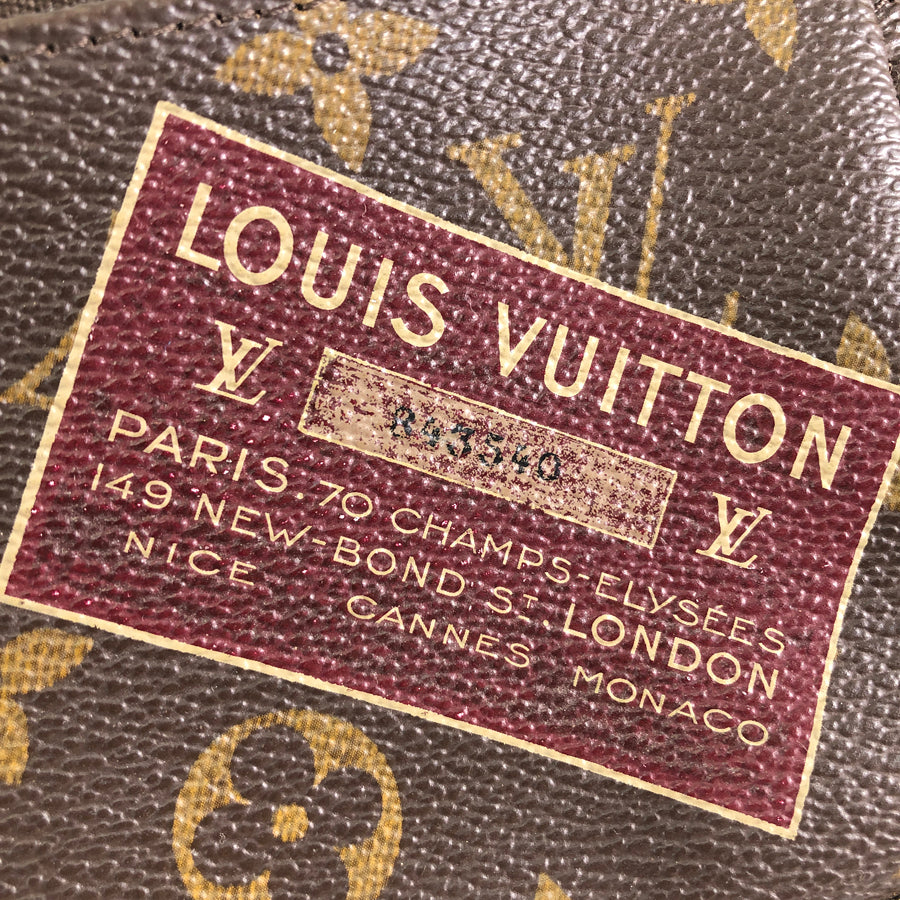 LOUIS VUITTON
LV
R43540
LV
PARIS. 70 CHAMPS-ELYSÉES
149 NEW-BOND ST. LONDON
NICE CANNES MONACO